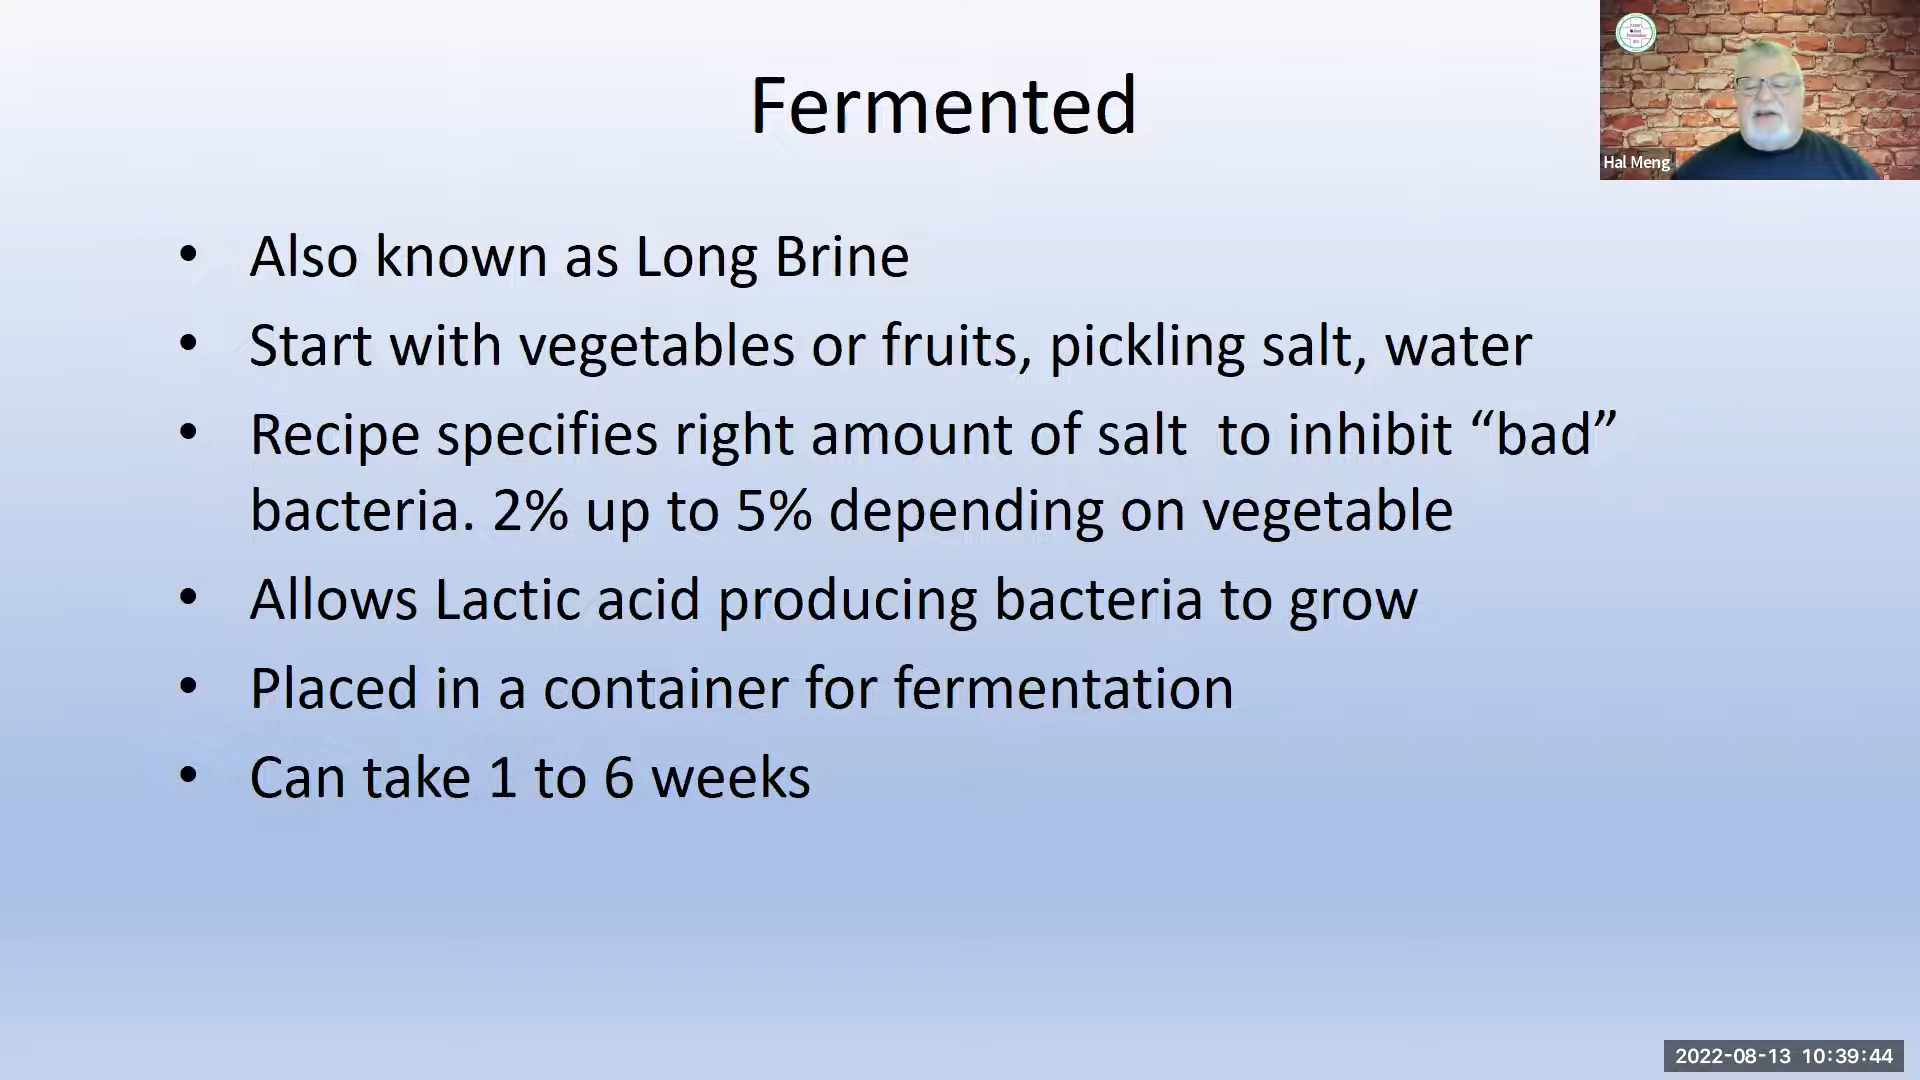 Fermented
Hal Meng
• Also known as Long Brine
• Start with vegetables or fruits, pickling salt, water
• Recipe specifies right amount of salt  to inhibit “bad”
bacteria. 2% up to 5% depending on vegetable
• Allows Lactic acid producing bacteria to grow
• Placed in a container for fermentation
• Can take 1 to 6 weeks
2022-08-13 10:39:44